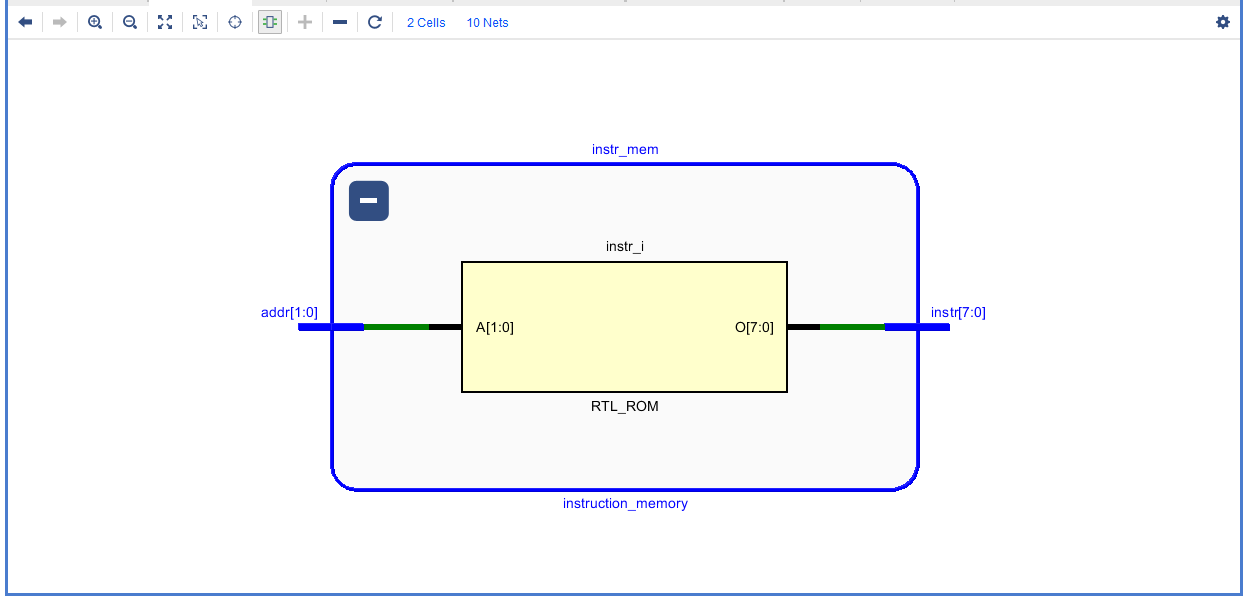 2 Cells 10 Nets
instr_mem
instr_i
addr[1:0] A[1:0] O[7:0] instr[7:0]
RTL_ROM
instruction_memory